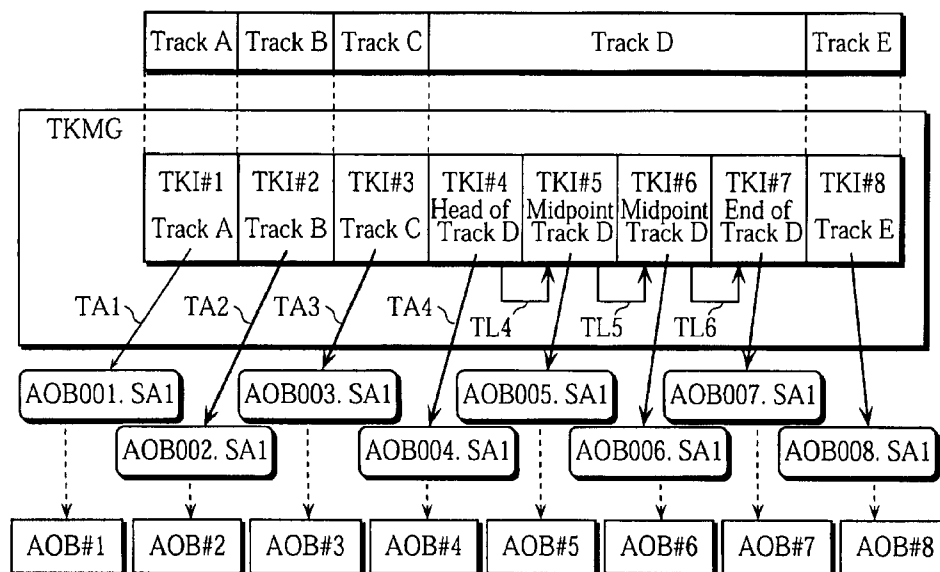 Track A Track B Track C Track D Track E
TKMG
TKI#1 TKI#2 TKI#3 TKI#4 TKI#5 TKI#6 TKI#7 TKI#8
Head of Midpoint Midpoint End of
Track A Track B Track C Track D Track D Track D Track D Track E
TA1 TA2 TA3 TA4 TL4 TL5 TL6
AOB001. SA1 AOB003. SA1 AOB005. SA1 AOB007. SA1
AOB002. SA1 AOB004. SA1 AOB006. SA1 AOB008. SA1
AOB#1 AOB#2 AOB#3 AOB#4 AOB#5 AOB#6 AOB#7 AOB#8